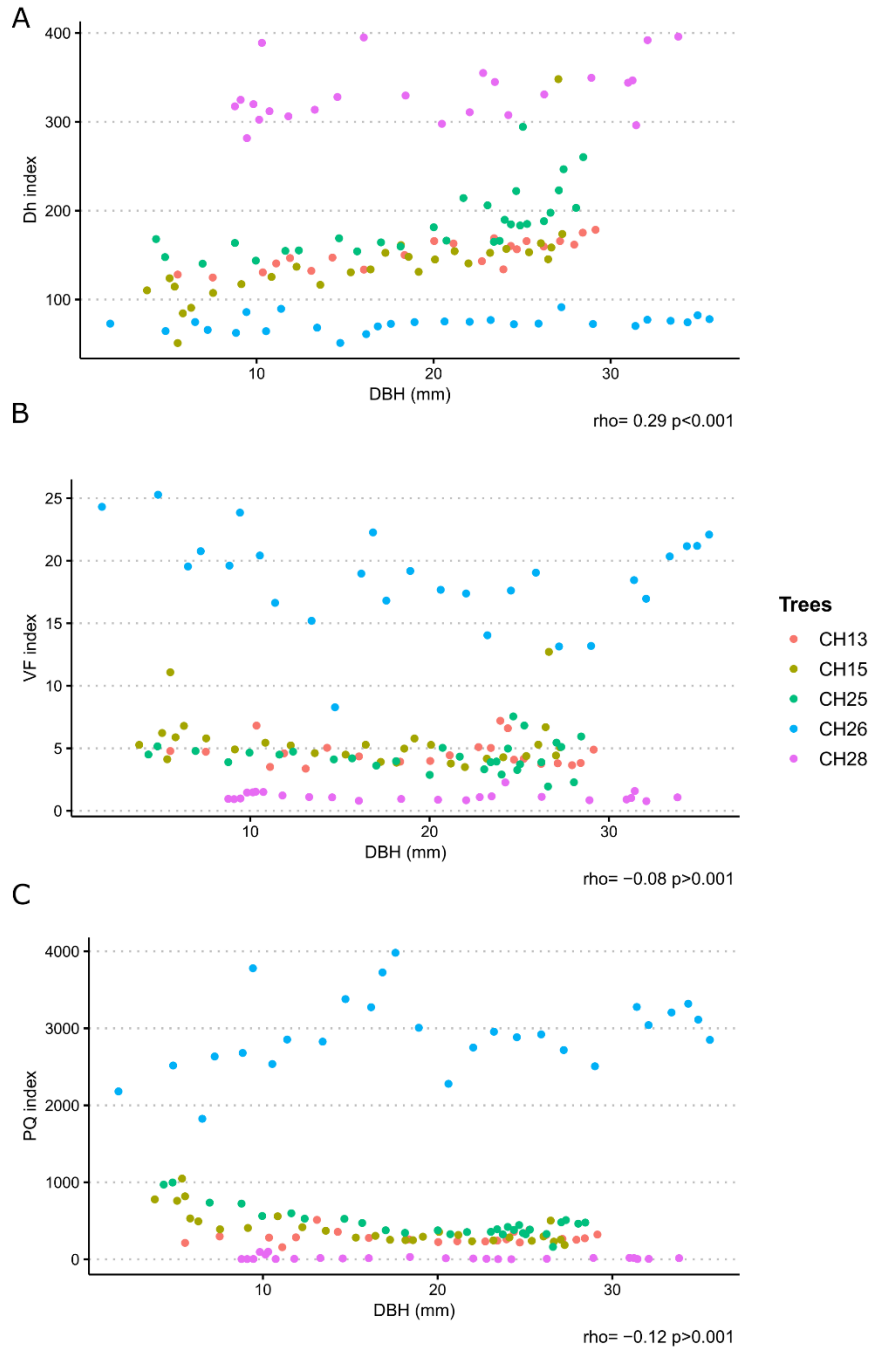 A
Dh index
400
300
200
100
10
20
30
DBH (mm)
rho= 0.29 p<0.001
B
VF index
25
20
15
10
5
0
10
20
30
DBH (mm)
rho= −0.08 p>0.001
Trees
CH13
CH15
CH25
CH26
CH28
C
PQ index
4000
3000
2000
1000
0
10
20
30
DBH (mm)
rho= −0.12 p>0.001